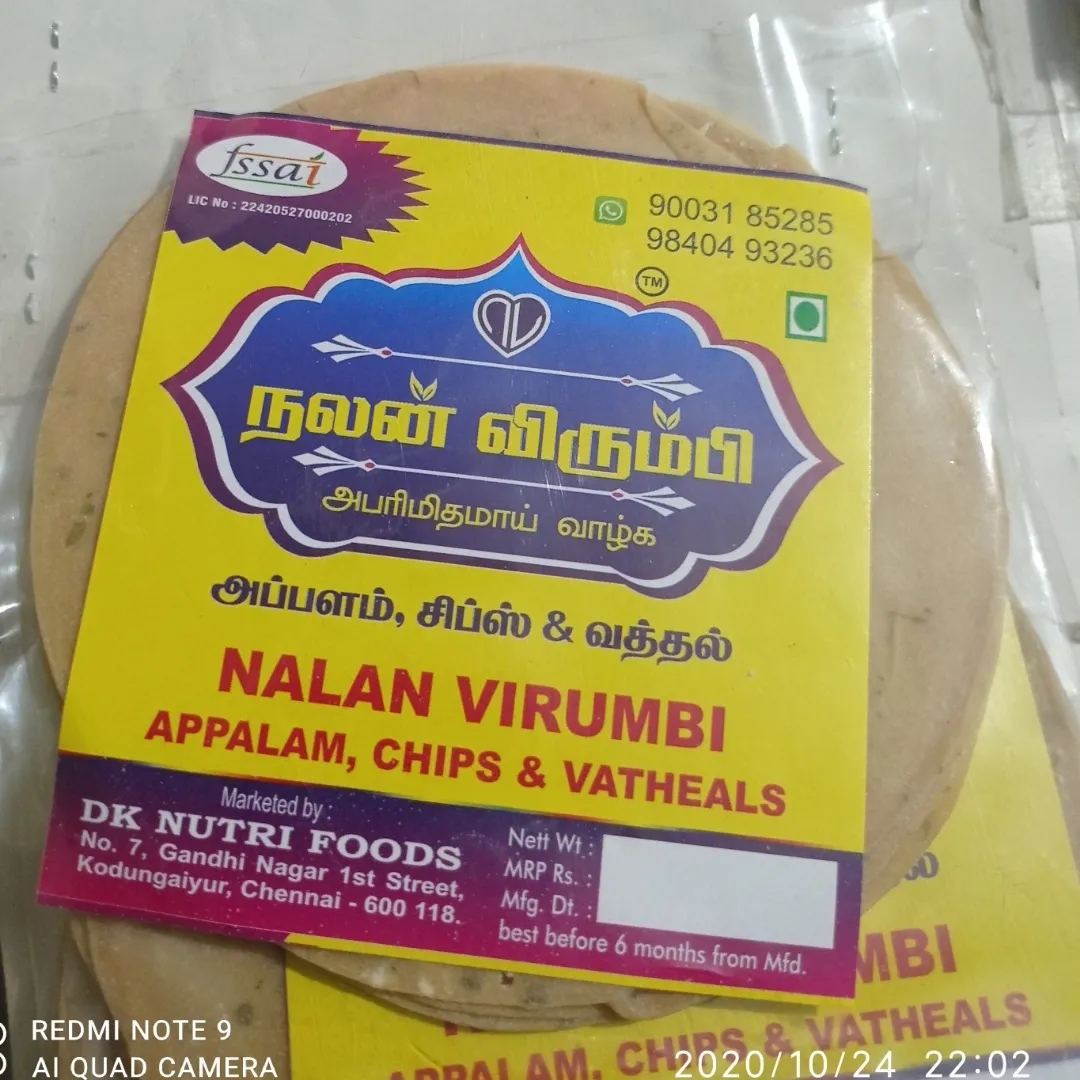 fssai
LIC No : 22420527000202
90031 85285
98404 93236
TM
நலன் விரும்பி
அபரிமிதமாய் வாழ்க
அப்பளம், சிப்ஸ் & வத்தல்
NALAN VIRUMBI
APPALAM, CHIPS & VATHEALS
Marketed by :
DK NUTRI FOODS
No. 7, Gandhi Nagar 1st Street,
Kodungaiyur, Chennai - 600 118.
Nett Wt :
MRP Rs. :
Mfg. Dt. :
best before 6 months from Mfd.
MBI
APPALAM, CHIPS & VATHEALS
REDMI NOTE 9
AI QUAD CAMERA
2020/10/24 22:02